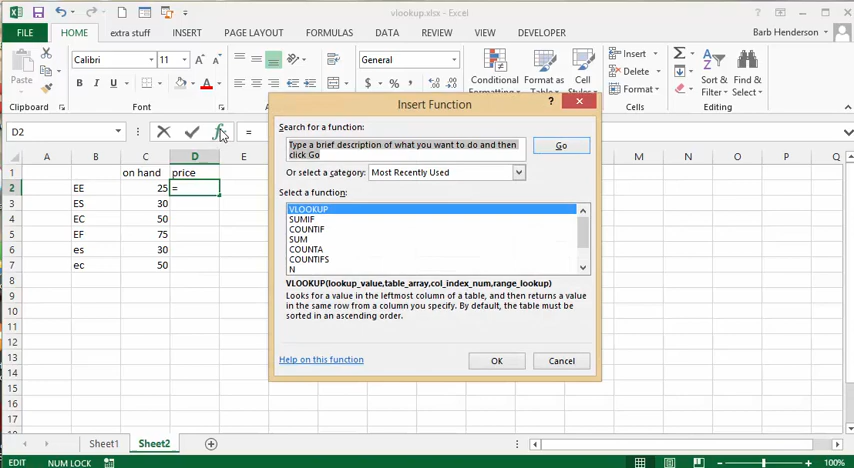 vlookup.xlsx - Excel
FILE HOME extra stuff INSERT PAGE LAYOUT FORMULAS DATA REVIEW VIEW DEVELOPER Barb Henderson
Paste Calibri 11 General Conditional Format as Cell Insert Sort & Find &
Formatting Table Styles Delete Filter Select
B I U $ % Format
Clipboard Font Editing
D2 =
A B C D E M N O P Q
1 on hand price
2 EE 25 =
3 ES 30
4 EC 50
5 EF 75
6 es 30
7 ec 50
8
9
10
11
12
13
14
15
16
17
Insert Function
Search for a function:
Type a brief description of what you want to do and then
click Go
Go
Or select a category: Most Recently Used
Select a function:
VLOOKUP
SUMIF
COUNTIF
SUM
COUNTA
COUNTIFS
N
VLOOKUP(lookup_value,table_array,col_index_num,range_lookup)
Looks for a value in the leftmost column of a table, and then returns a value
in the same row from a column you specify. By default, the table must be
sorted in an ascending order.
Help on this function
OK Cancel
Sheet1 Sheet2
EDIT NUM LOCK 100%